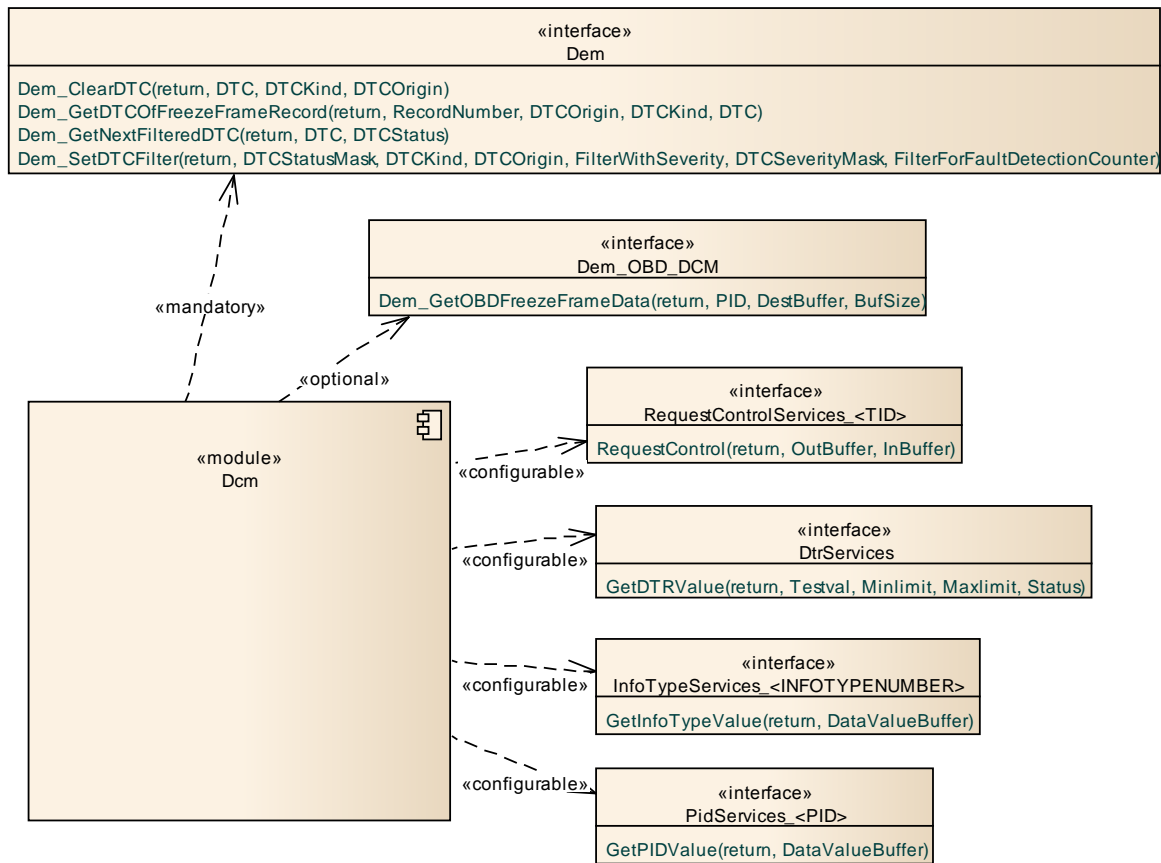 «interface»
Dem
Dem_ClearDTC(return, DTC, DTCKind, DTCOrigin)
Dem_GetDTCOfFreezeFrameRecord(return, RecordNumber, DTCOrigin, DTCKind, DTC)
Dem_GetNextFilteredDTC(return, DTC, DTCStatus)
Dem_SetDTCFilter(return, DTCStatusMask, DTCKind, DTCOrigin, FilterWithSeverity, DTCSeverityMask, FilterForFaultDetectionCounter)
«interface»
Dem_OBD_DCM
Dem_GetOBDFreezeFrameData(return, PID, DestBuffer, BufSize)
«mandatory»
«optional»
«interface»
RequestControlServices_<TID>
RequestControl(return, OutBuffer, InBuffer)
«module»
Dcm
«configurable»
«interface»
DtrServices
GetDTRValue(return, Testval, Minlimit, Maxlimit, Status)
«configurable»
«interface»
InfoTypeServices_<INFOTYPENUMBER>
GetInfoTypeValue(return, DataValueBuffer)
«configurable»
«interface»
PidServices_<PID>
GetPIDValue(return, DataValueBuffer)
«configurable»